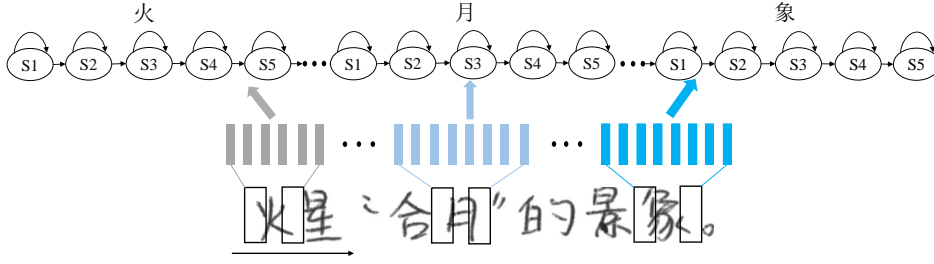 火 月 象
S1 S2 S3 S4 S5 ••• S1 S2 S3 S4 S5 ••• S1 S2 S3 S4 S5
••• •••
火星“合月”的景象。